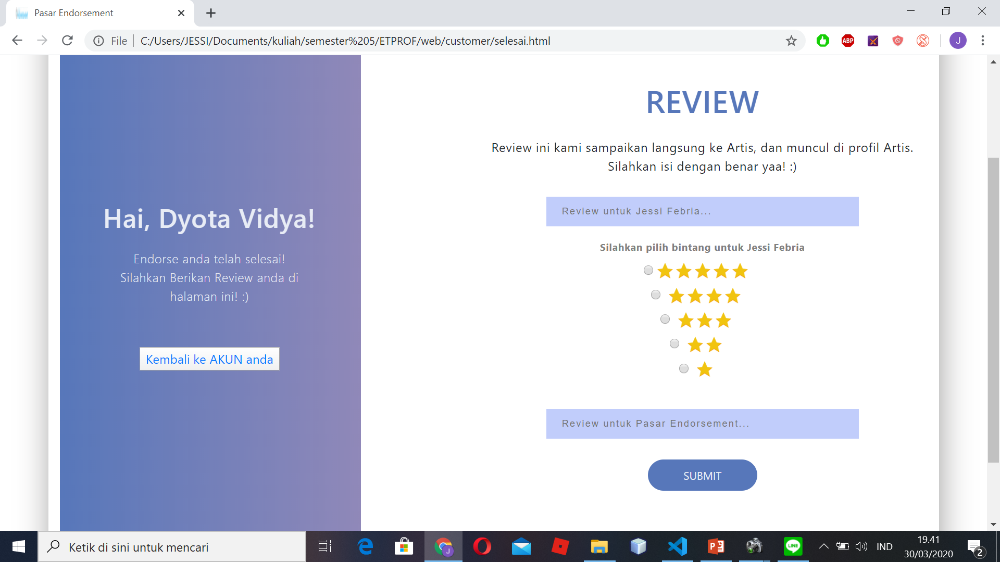 Pasar Endorsement
File
C:/Users/JESSI/Documents/kuliah/semester%205/ETPROF/web/customer/selesai.html
ABP
J
Hai, Dyota Vidya!
Endorse anda telah selesai!
Silahkan Berikan Review anda di
halaman ini! :)
Kembali ke AKUN anda
REVIEW
Review ini kami sampaikan langsung ke Artis, dan muncul di profil Artis.
Silahkan isi dengan benar yaa! :)
Review untuk Jessi Febria...
Silahkan pilih bintang untuk Jessi Febria
Review untuk Pasar Endorsement...
SUBMIT
Ketik di sini untuk mencari
J
P
LINE
IND
19.41
30/03/2020
2